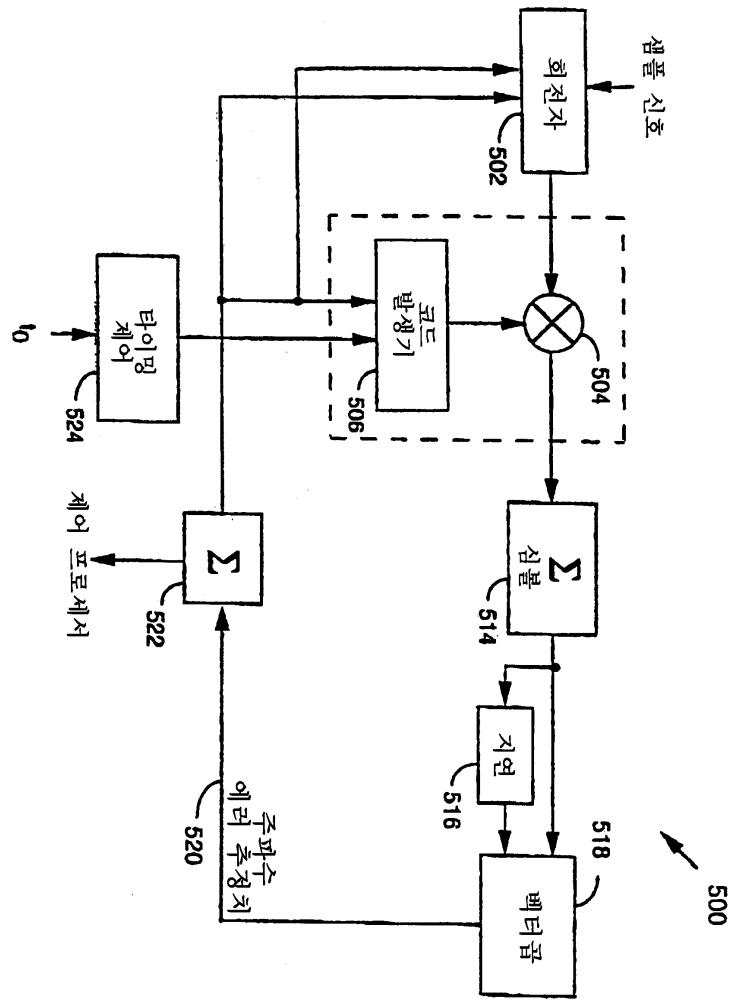 500
샘플 신호
회전자
502
504
코드
발생기
506
Σ
심볼
514
지연
516
518
벡터곱
타이밍
제어
524
t0
Σ
522
제어 프로세서
주파수
에러 추정치
520